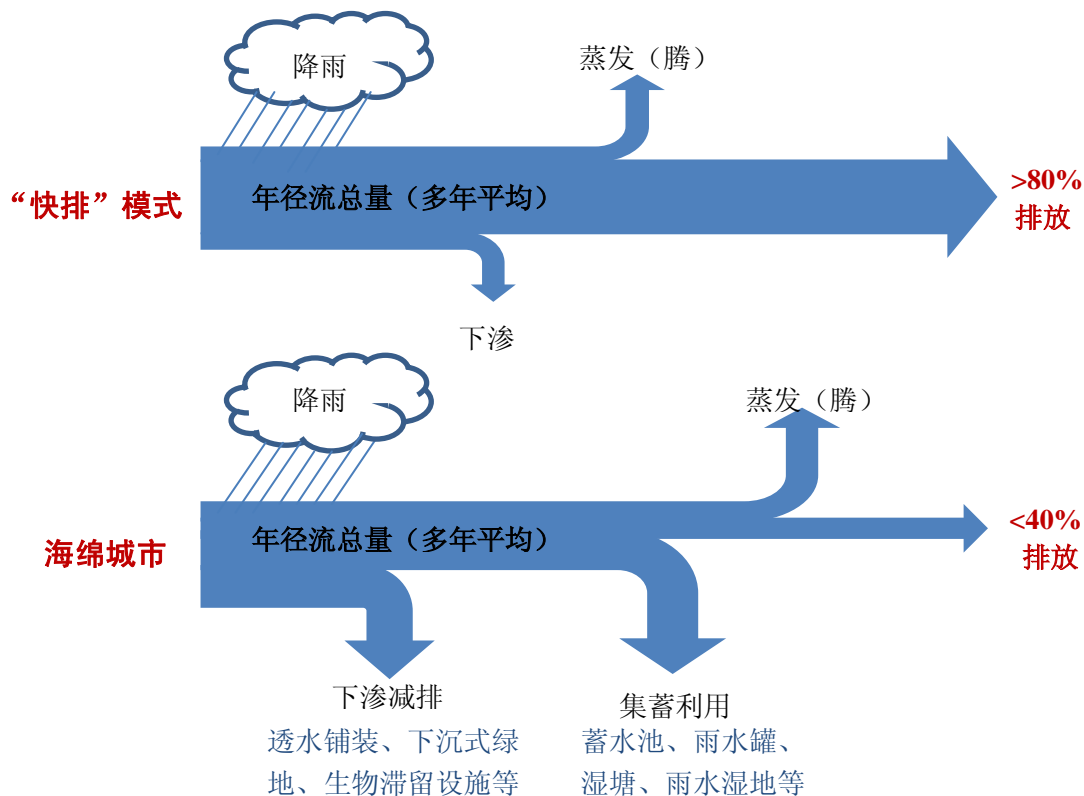 降雨
蒸发（腾）
“快排”模式
年径流总量（多年平均）
>80%
排放
下渗
降雨
蒸发（腾）
海绵城市
年径流总量（多年平均）
<40%
排放
下渗减排
透水铺装、下沉式绿
地、生物滞留设施等
集蓄利用
蓄水池、雨水罐、
湿塘、雨水湿地等